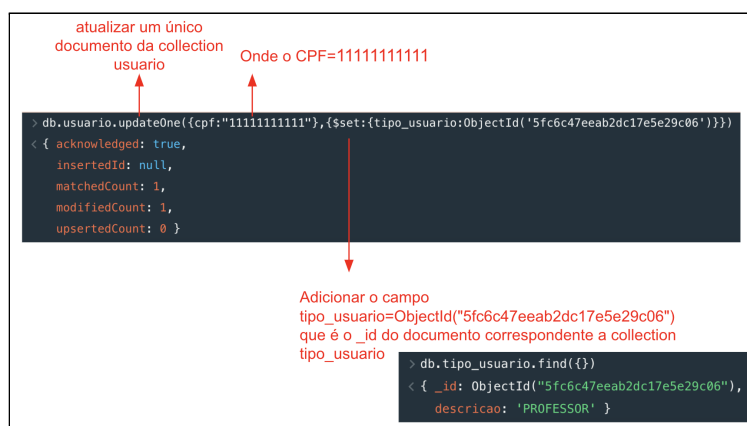 atualizar um único
documento da collection
usuario
Onde o CPF=11111111111
> db.usuario.updateOne({cpf:"11111111111"},{$set:{tipo_usuario:ObjectId('5fc6c47eeab2dc17e5e29c06')}})
< { acknowledged: true,
insertedId: null,
matchedCount: 1,
modifiedCount: 1,
upsertedCount: 0 }
Adicionar o campo
tipo_usuario=ObjectId("5fc6c47eeab2dc17e5e29c06")
que é o _id do documento correspondente a collection
tipo_usuario
> db.tipo_usuario.find({})
< { _id: ObjectId("5fc6c47eeab2dc17e5e29c06"),
descricao: 'PROFESSOR' }